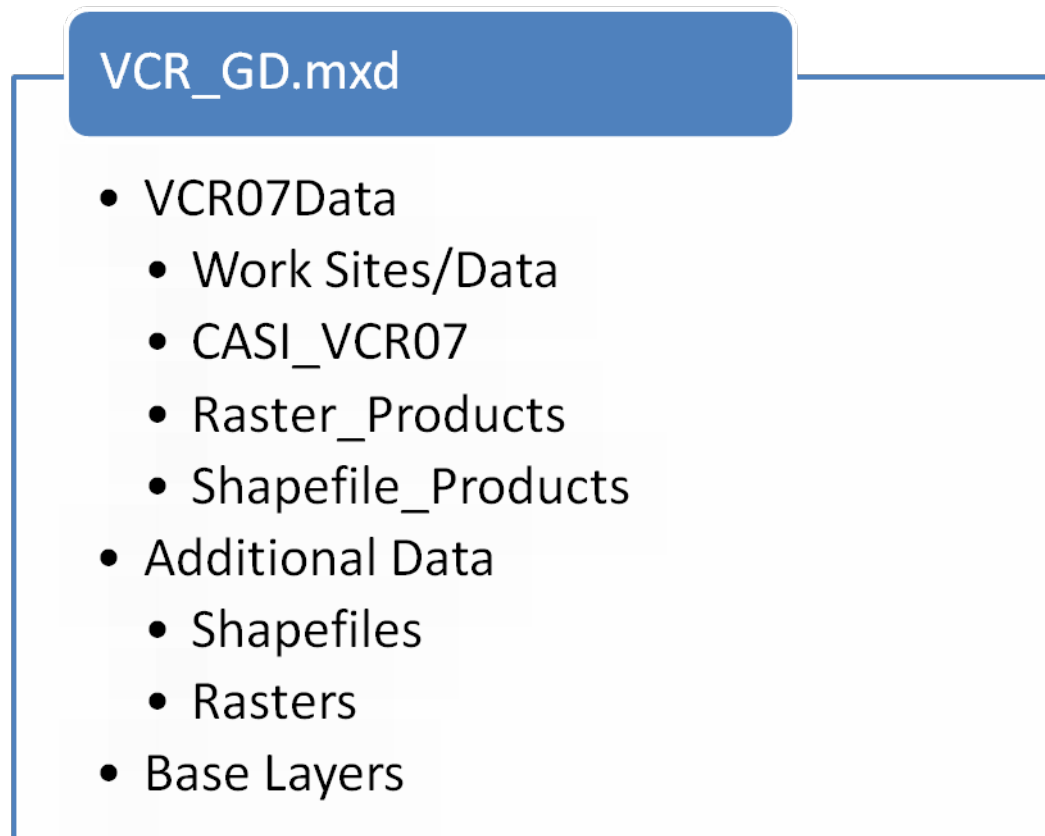 VCR_GD.mxd
• VCR07Data
• Work Sites/Data
• CASI_VCR07
• Raster_Products
• Shapefile_Products
• Additional Data
• Shapefiles
• Rasters
• Base Layers